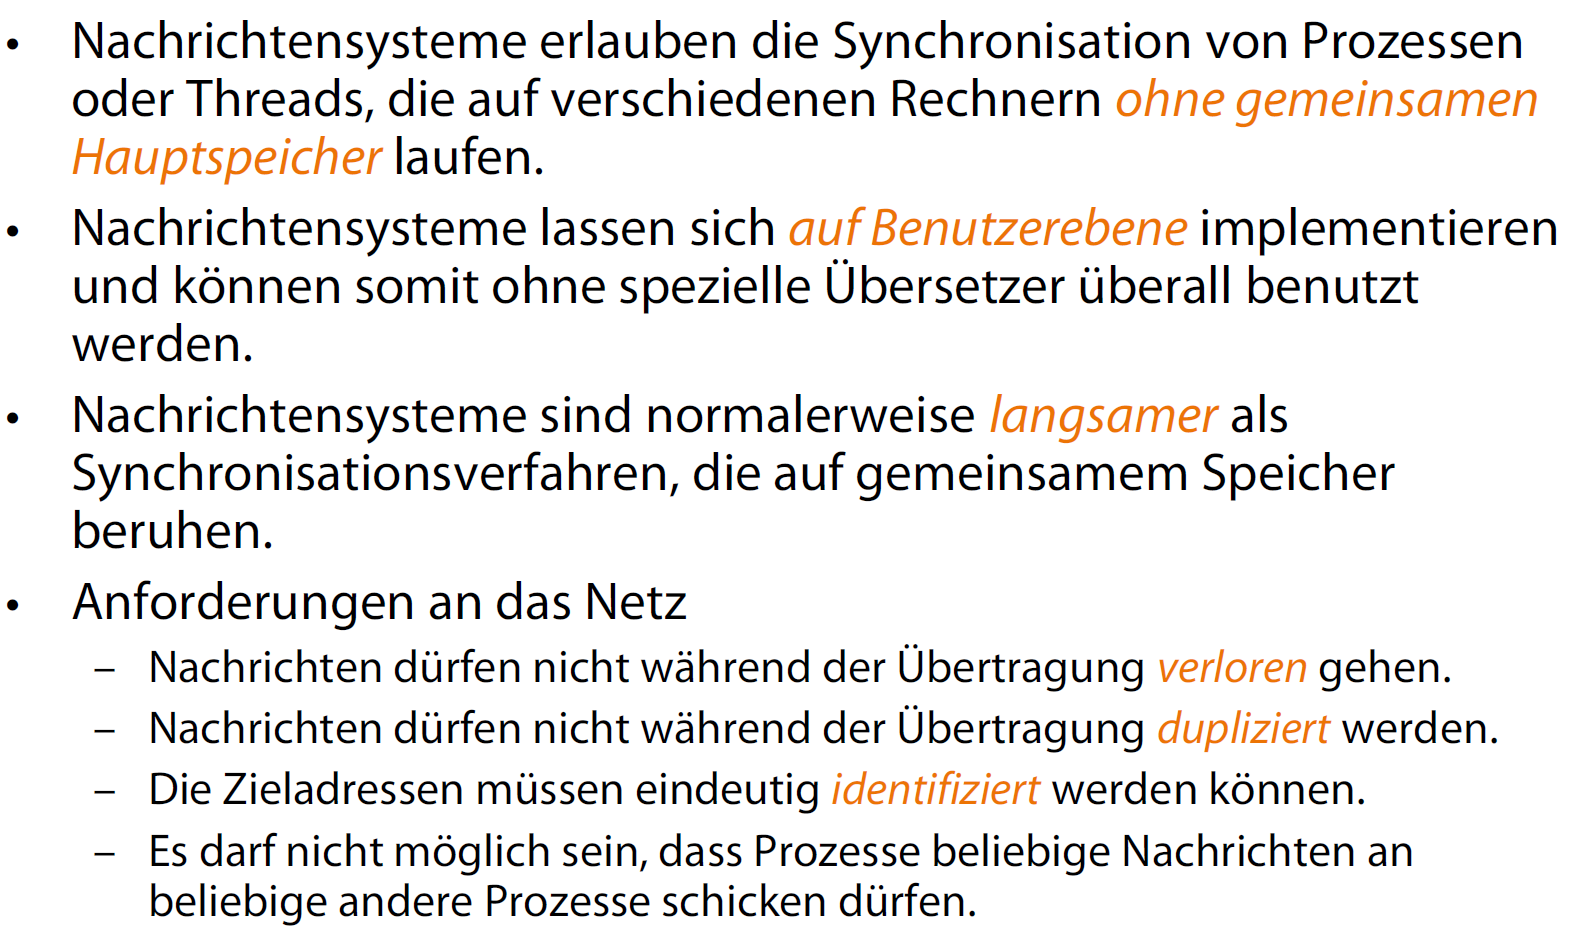 • Nachrichtensysteme erlauben die Synchronisation von Prozessen
oder Threads, die auf verschiedenen Rechnern ohne gemeinsamen
Hauptspeicher laufen.
• Nachrichtensysteme lassen sich auf Benutzerebene implementieren
und können somit ohne spezielle Übersetzer überall benutzt
werden.
• Nachrichtensysteme sind normalerweise langsamer als
Synchronisationsverfahren, die auf gemeinsamem Speicher
beruhen.
• Anforderungen an das Netz
– Nachrichten dürfen nicht während der Übertragung verloren gehen.
– Nachrichten dürfen nicht während der Übertragung dupliziert werden.
– Die Zieladressen müssen eindeutig identifiziert werden können.
– Es darf nicht möglich sein, dass Prozesse beliebige Nachrichten an
beliebige andere Prozesse schicken dürfen.